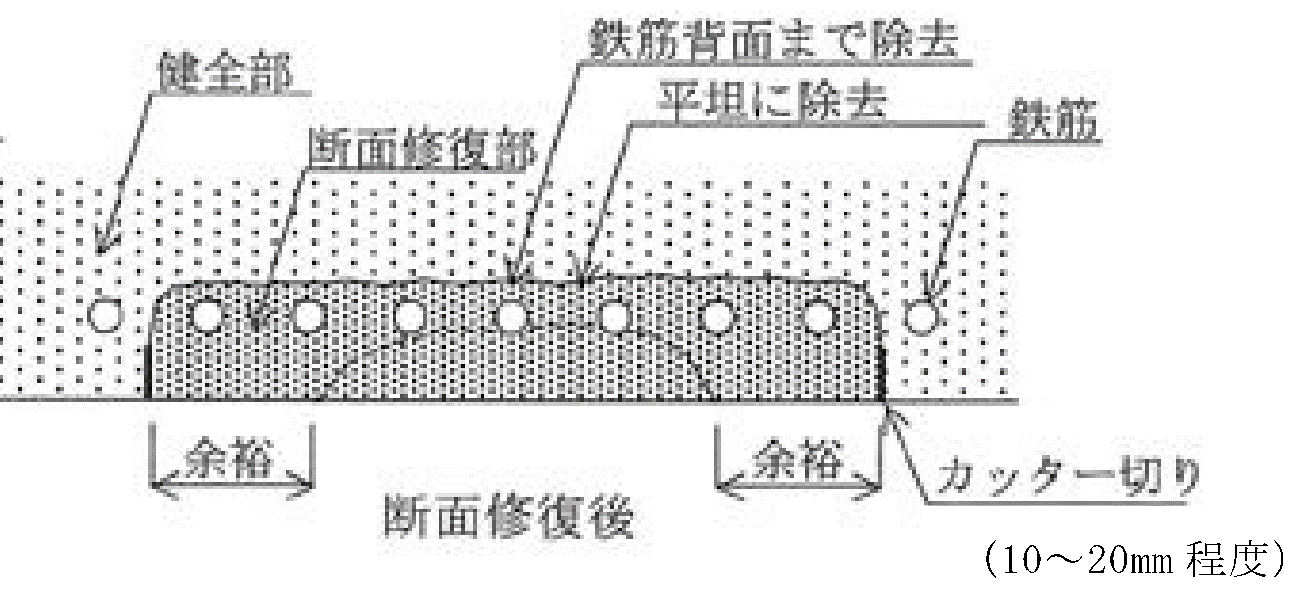 鉄筋背面まで除去
健全部
平坦に除去
鉄筋
断面修復部
余裕
余裕
カッター切り
断面修復後
(10～20mm 程度)